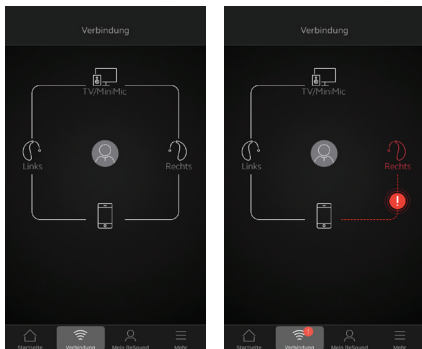 Verbindung
TV/MiniMic
Links
Rechts
Startseite
Verbindung
Mein ReSound
Mehr
Verbindung
TV/MiniMic
Links
Rechts
!
!
Startseite
Verbindung
Mein ReSound
Mehr